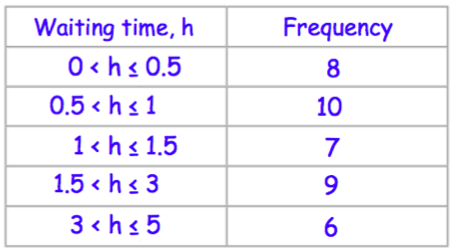 Waiting time, h Frequency
0 < h ≤ 0.5 8
0.5 < h ≤ 1 10
1 < h ≤ 1.5 7
1.5 < h ≤ 3 9
3 < h ≤ 5 6